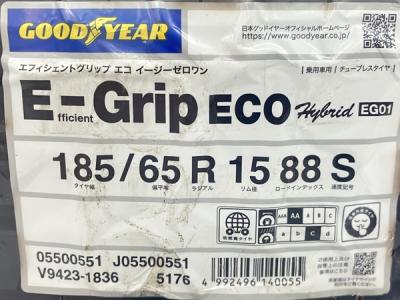 GOODYEAR
日本グッドイヤーオフィシャルホームページ
www.goodyear.co.jp/
エフィシェントグリップ エコ イージーゼロワン
乗用車用 チューブレスタイヤ
E-Grip ECO Hybrid EG01
fficient
185/65 R 15 88 S
タイヤ幅 偏平率 ラジアル リム径 ロードインデックス 速度記号
AAA AA A B C
a b c d
低燃費タイヤ
05500551 J05500551
V9423-1836 5176
4 992496 140055